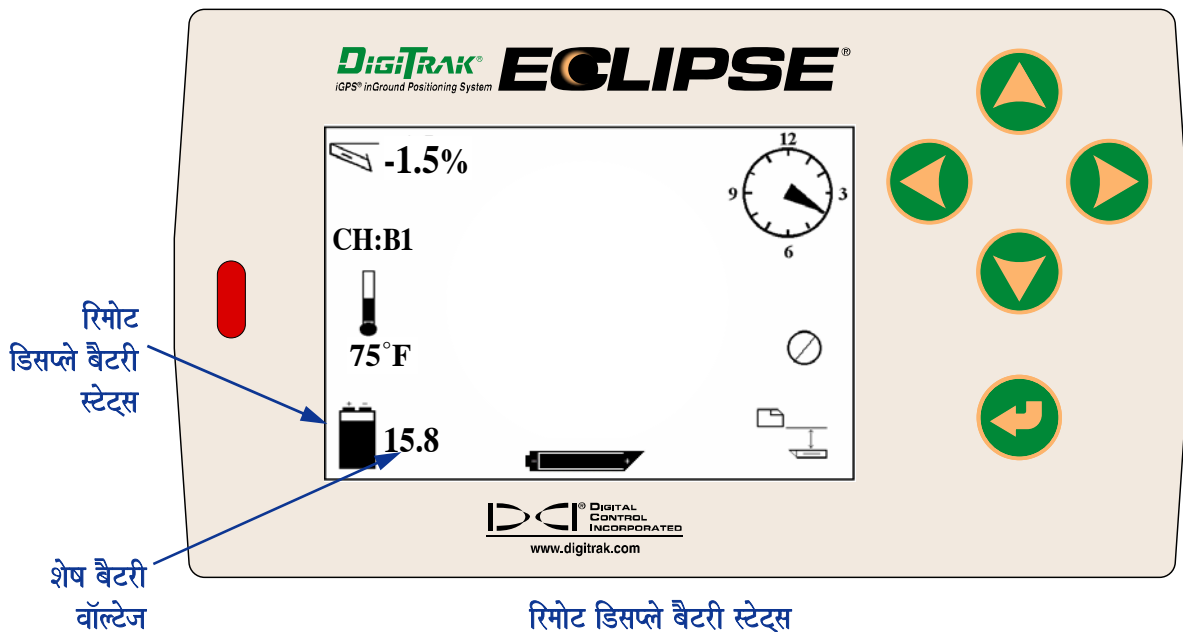 DIGITRAK® ECLIPSE®
iGPS® inGround Positioning System
-1.5%
12
9
3
6
CH:B1
75°F
15.8
रिमोट
डिसप्ले बैटरी
स्टेट्स
शेष बैटरी
वॉल्टेज
DCI® DIGITAL
CONTROL
INCORPORATED
www.digitrak.com
रिमोट डिसप्ले बैटरी स्टेट्स